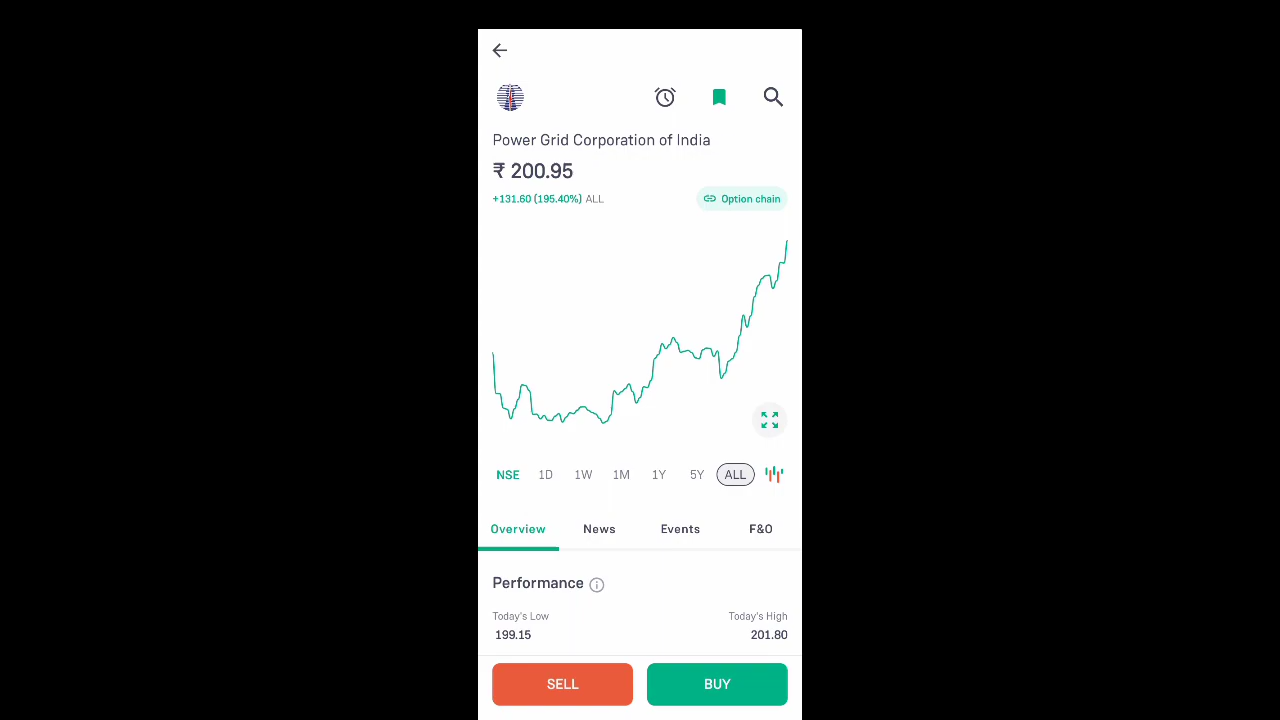 Power Grid Corporation of India
₹ 200.95
+131.60 (195.40%) ALL
Option chain
NSE 1D 1W 1M 1Y 5Y ALL
Overview News Events F&O
Performance
Today's Low Today's High
199.15 201.80
SELL BUY